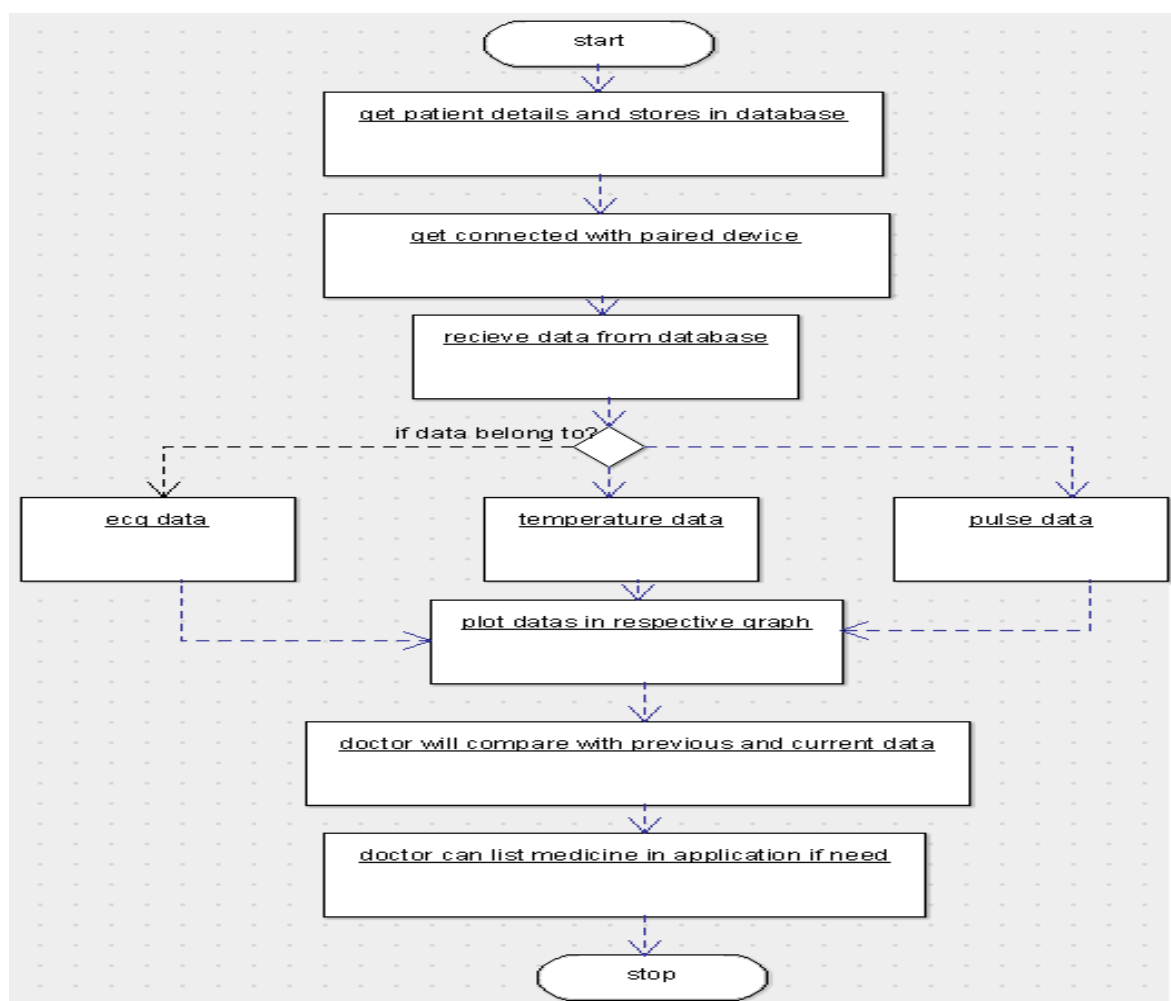 start
get patient details and stores in database
get connected with paired device
recieve data from database
if data belong to?
ecg data
temperature data
pulse data
plot datas in respective graph
doctor will compare with previous and current data
doctor can list medicine in application if need
stop